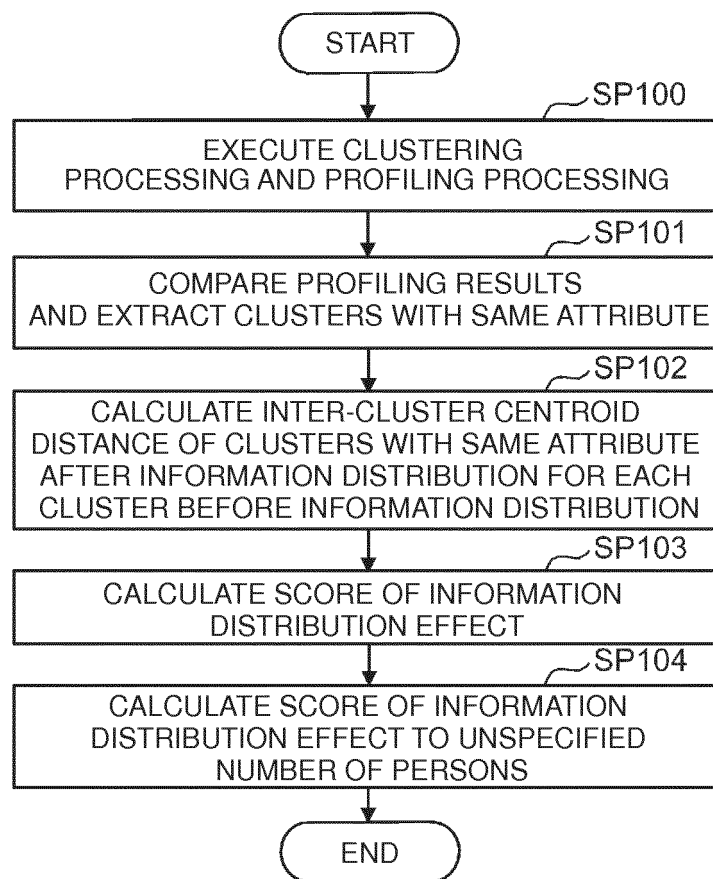 START
SP100
EXECUTE CLUSTERING
PROCESSING AND PROFILING PROCESSING
SP101
COMPARE PROFILING RESULTS
AND EXTRACT CLUSTERS WITH SAME ATTRIBUTE
SP102
CALCULATE INTER-CLUSTER CENTROID
DISTANCE OF CLUSTERS WITH SAME ATTRIBUTE
AFTER INFORMATION DISTRIBUTION FOR EACH
CLUSTER BEFORE INFORMATION DISTRIBUTION
SP103
CALCULATE SCORE OF INFORMATION
DISTRIBUTION EFFECT
SP104
CALCULATE SCORE OF INFORMATION
DISTRIBUTION EFFECT TO UNSPECIFIED
NUMBER OF PERSONS
END